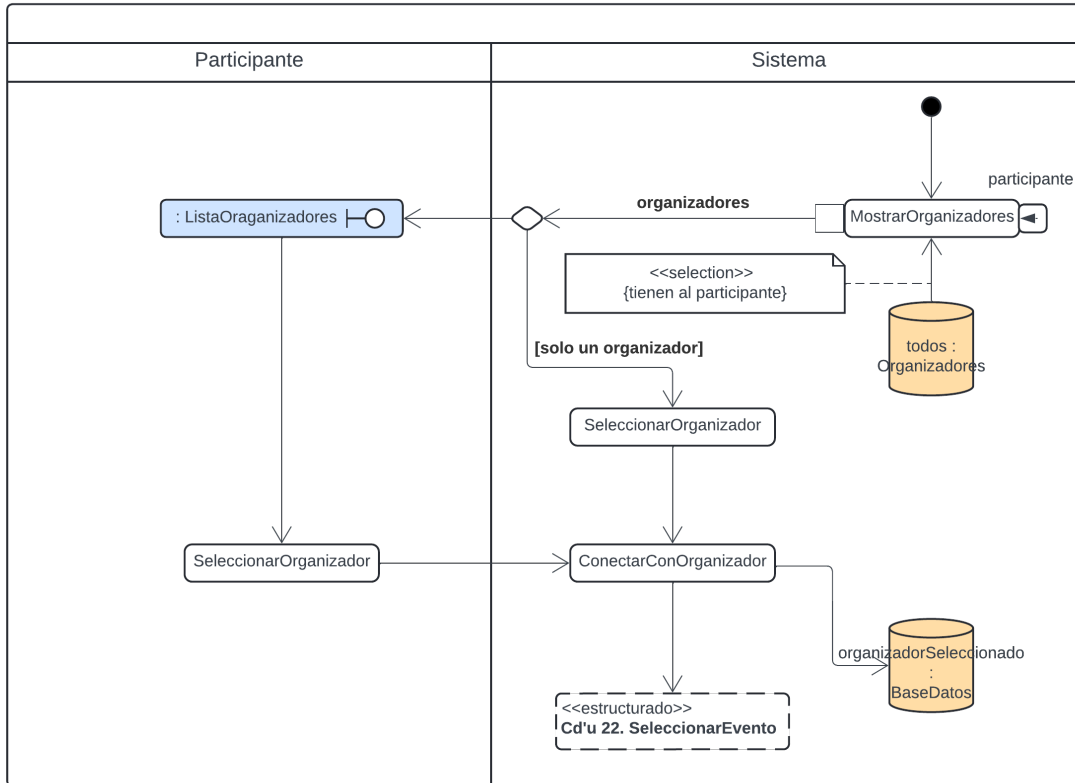 Participante
Sistema
participante
: ListaOraganizadores
organizadores
MostrarOrganizadores
<<selection>>
{tienen al participante}
todos :
Organizadores
[solo un organizador]
SeleccionarOrganizador
SeleccionarOrganizador
ConectarConOrganizador
organizadorSeleccionado
:
BaseDatos
<<estructurado>>
Cd'u 22. SeleccionarEvento